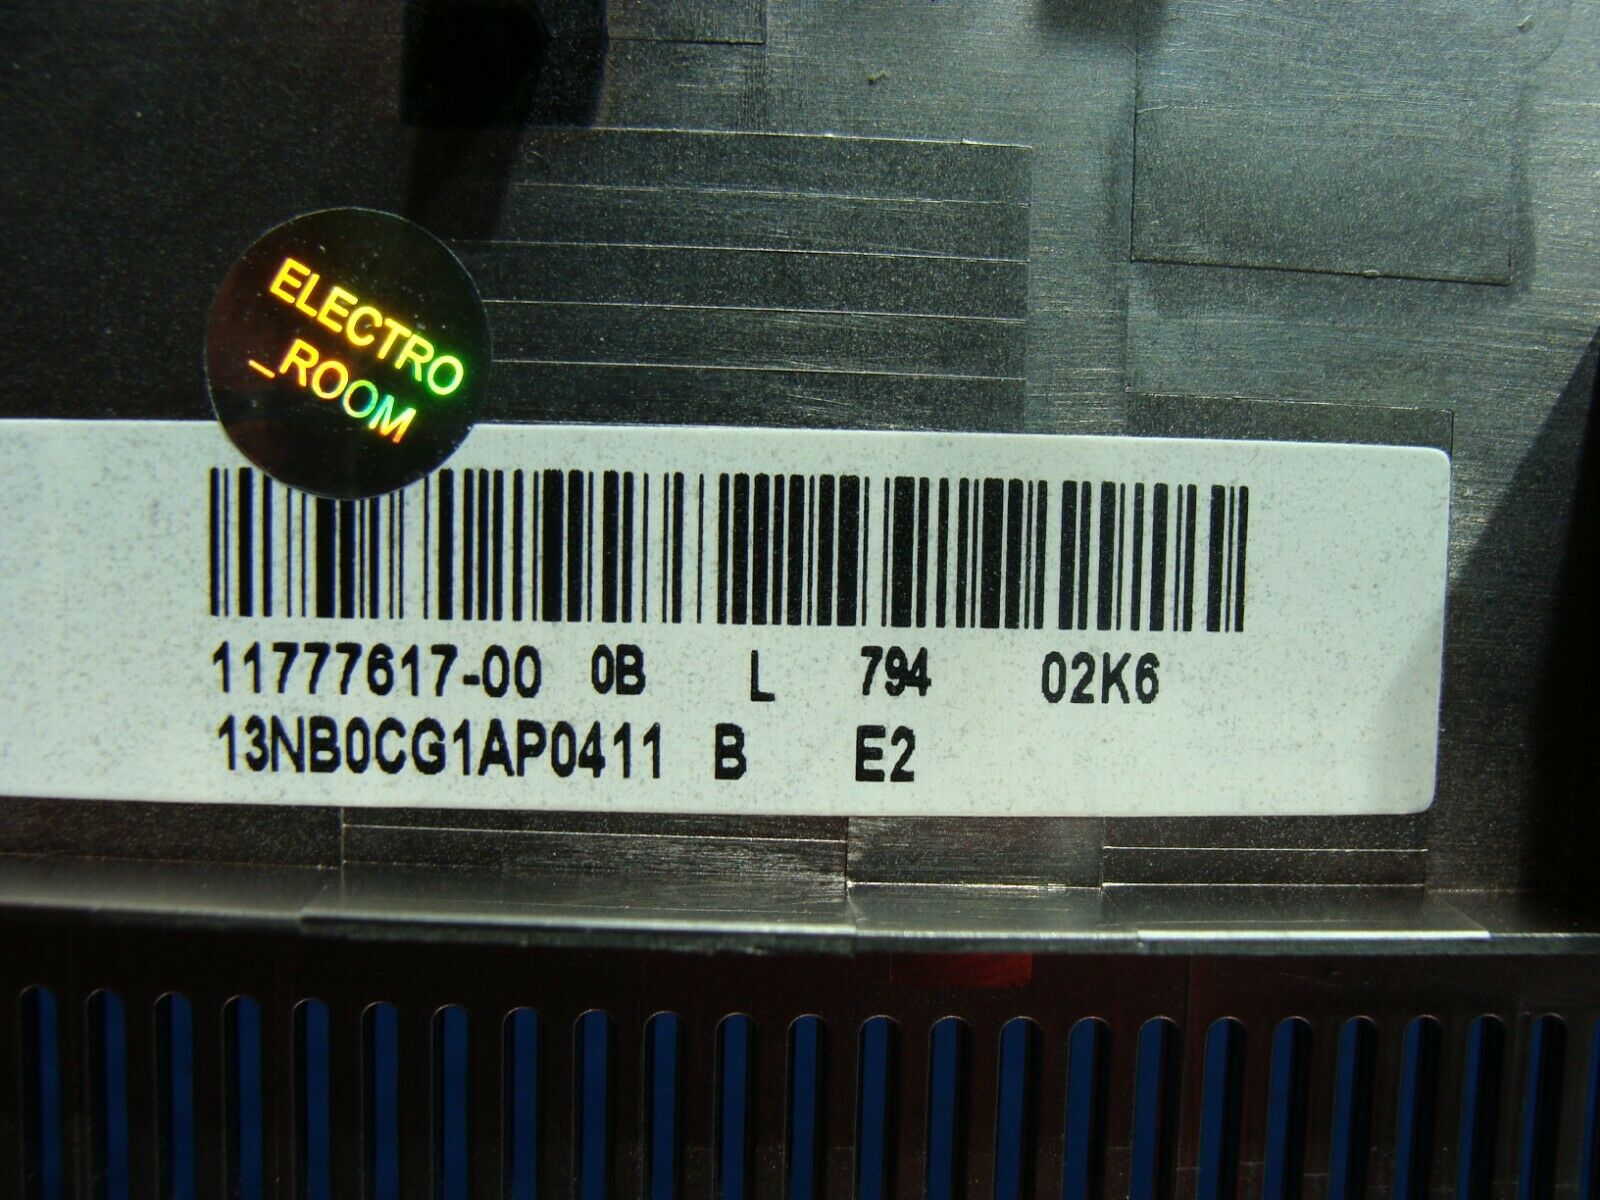 ELECTRO
_ROOM
11777617-00 0B L 794 02K6
13NB0CG1AP0411 B E2